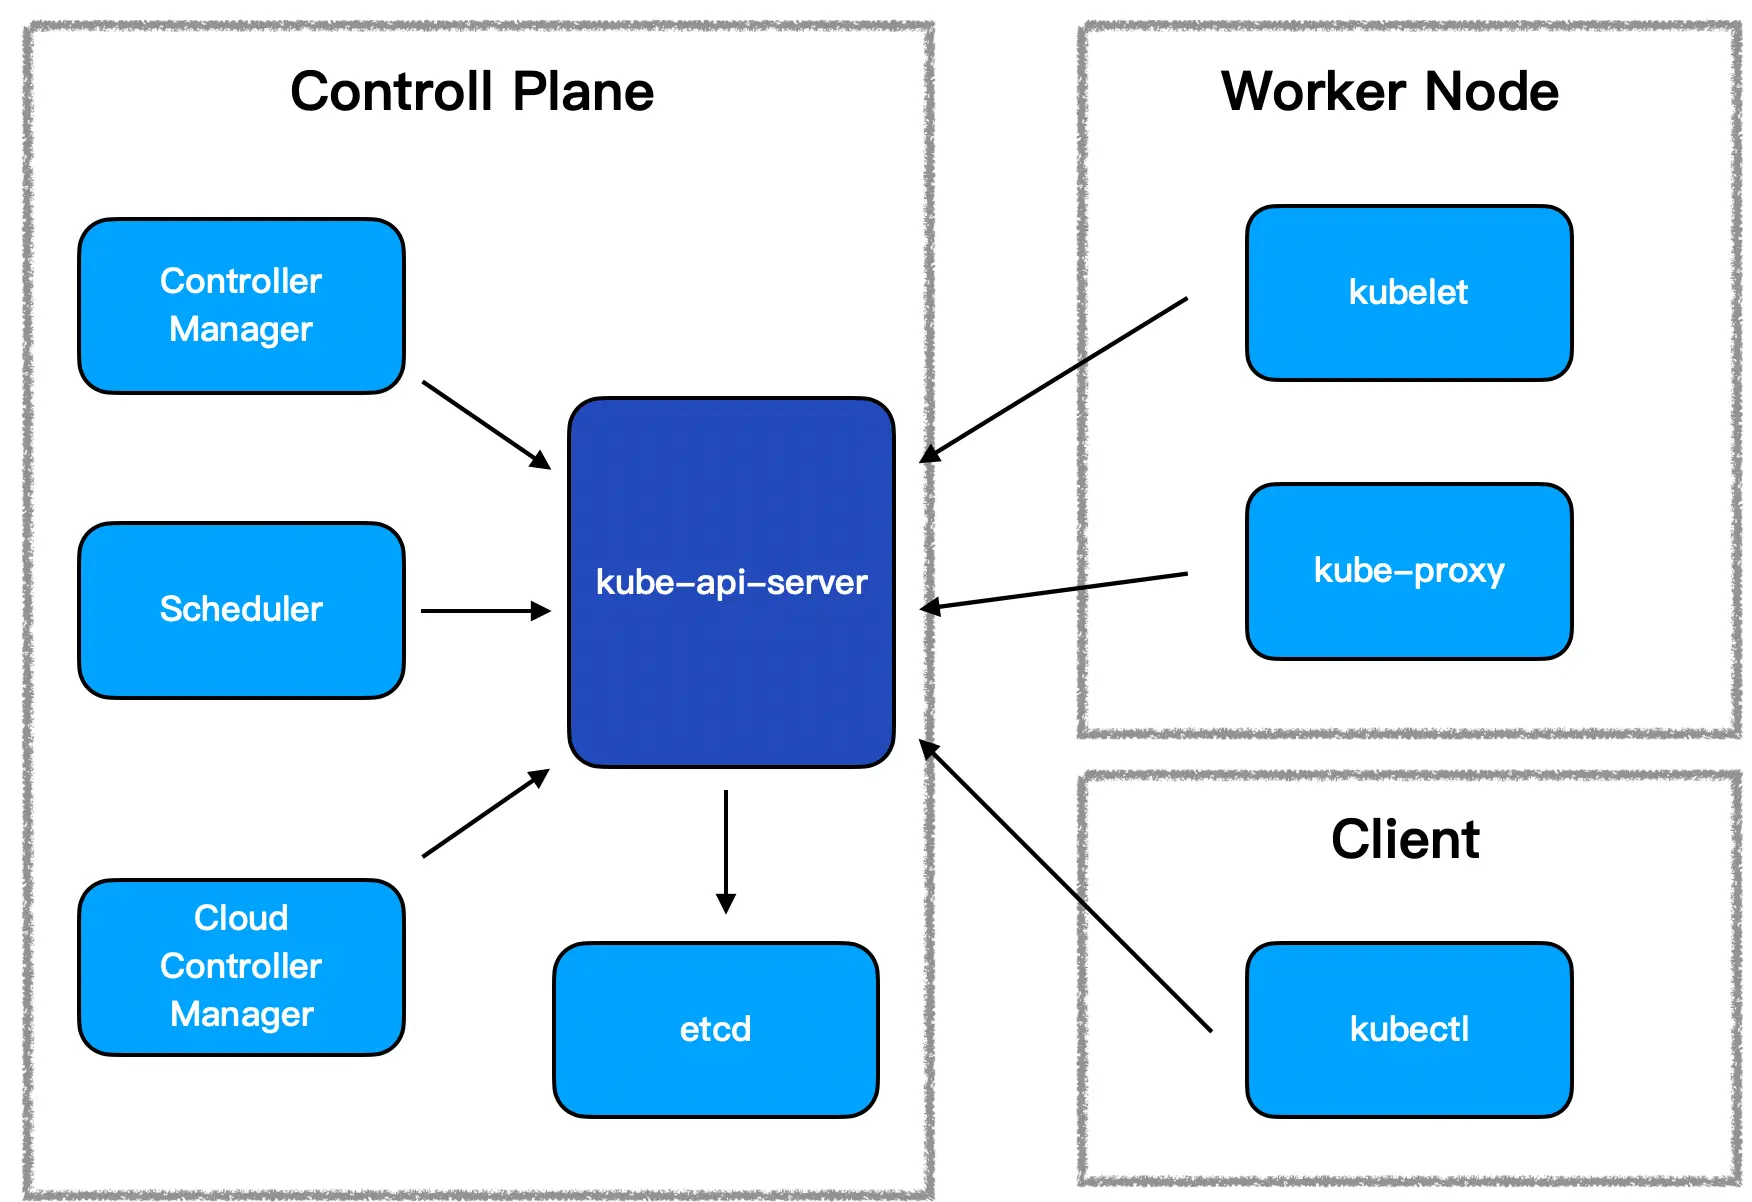 Controll Plane
Controller
Manager
Scheduler
Cloud
Controller
Manager
kube-api-server
etcd
Worker Node
kubelet
kube-proxy
Client
kubectl